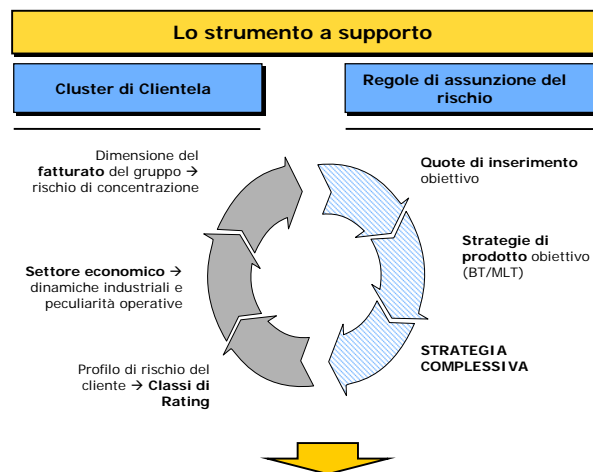 Lo strumento a supporto
Cluster di Clientela
Regole di assunzione del
rischio
Dimensione del
fatturato del gruppo →
rischio di concentrazione
Settore economico →
dinamiche industriali e
peculiarità operative
Profilo di rischio del
cliente → Classi di
Rating
Quote di inserimento
obiettivo
Strategie di
prodotto obiettivo
(BT/MLT)
STRATEGIA
COMPLESSIVA